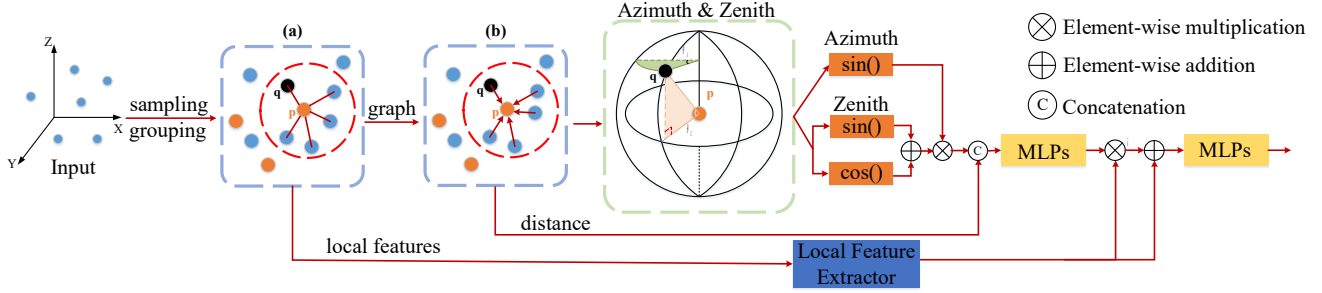 Z
X
Y
Input
sampling
grouping
(a)
q
p
graph
(b)
q
p
Azimuth & Zenith
q
p
Azimuth
sin()
Zenith
sin()
cos()
C
MLPs
MLPs
Element-wise multiplication
Element-wise addition
C Concatenation
distance
local features
Local Feature
Extractor